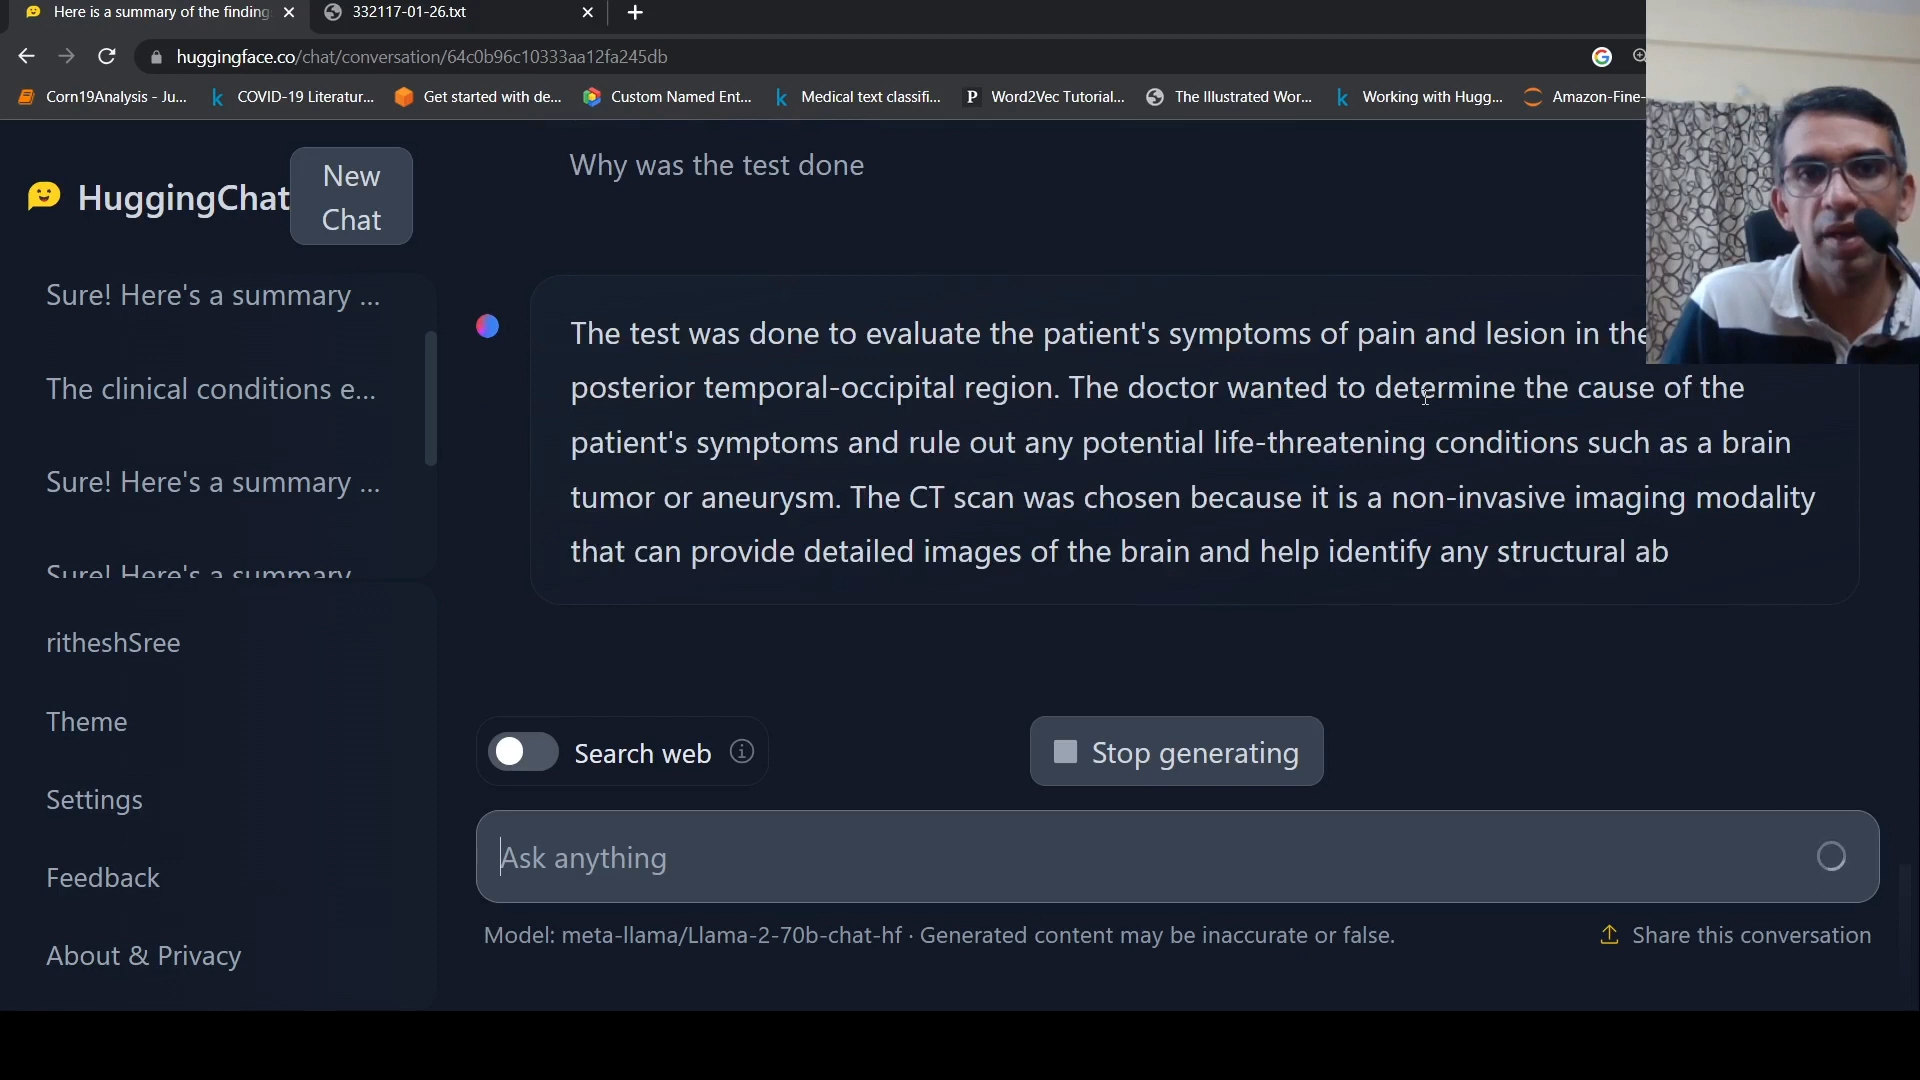 Here is a summary of the finding
332117-01-26.txt
huggingface.co/chat/conversation/64c0b96c10333aa12fa245db
Corn19Analysis - Ju...
COVID-19 Literatur...
Get started with de...
Custom Named Ent...
Medical text classifi...
Word2Vec Tutorial...
The Illustrated Wor...
Working with Hugg...
Amazon-Fine-
HuggingChat
New
Chat
Sure! Here's a summary ...
The clinical conditions e...
Sure! Here's a summary ...
Sure! Here's a summary
ritheshSree
Theme
Settings
Feedback
About & Privacy
Why was the test done
The test was done to evaluate the patient's symptoms of pain and lesion in the
posterior temporal-occipital region. The doctor wanted to determine the cause of the
patient's symptoms and rule out any potential life-threatening conditions such as a brain
tumor or aneurysm. The CT scan was chosen because it is a non-invasive imaging modality
that can provide detailed images of the brain and help identify any structural ab
Search web
Stop generating
Ask anything
Model: meta-llama/Llama-2-70b-chat-hf · Generated content may be inaccurate or false.
Share this conversation